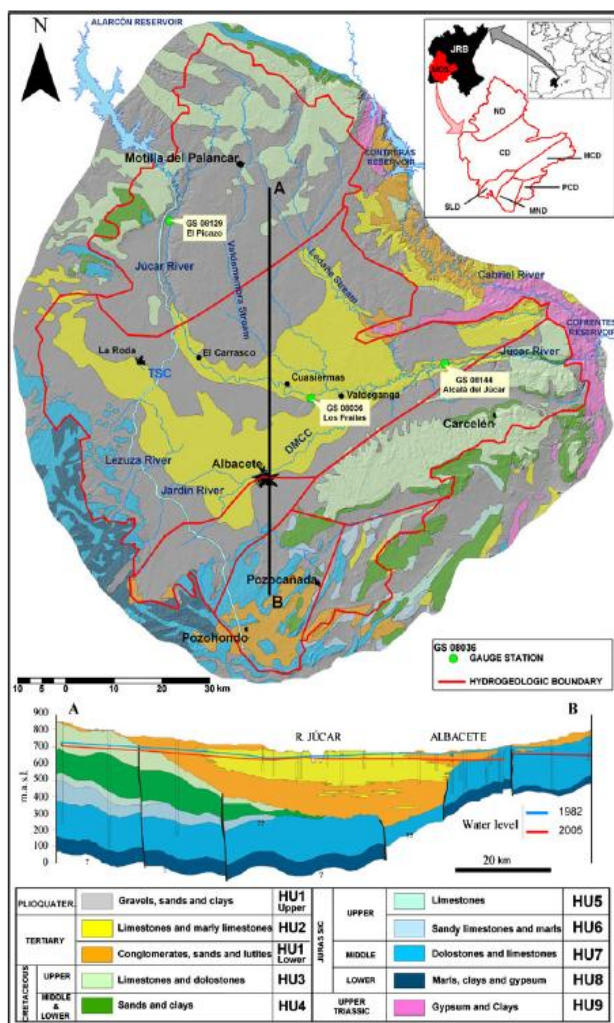 N
ALARCÓN RESERVOIR
JRB
MOS
ND
CD
MCD
PCD
SLD
MND
CONTRERAS
RESERVOIR
Motilla del Palancar
A
GS 08129
El Picazo
Júcar River
Valdemembra Stream
Ledaña Stream
Cabriel River
COFRENTES
RESERVOIR
La Roda
TSC
El Carrasco
Cuasiermas
Valdeganga
Júcar River
GS 08144
Alcalá del Júcar
GS 08036
Los Frailes
DMCC
Carcelén
Lezuza River
Albacete
Jardín River
Pozocañada
B
Pozohondo
10 5 0 10 20 30 km
GS 08036
GAUGE STATION
HYDROGEOLOGIC BOUNDARY
A
B
R. JÚCAR
ALBACETE
m.a.s.l.
900
800
700
600
500
400
300
200
100
0
??
??
?
?
Water level
1982
2005
20 km
PLIOQUATER. Gravels, sands and clays HU1 Upper
TERTIARY Limestones and marly limestones HU2
Conglomerates, sands and lutites HU1 Lower
CRETACEOUS UPPER Limestones and dolostones HU3
MIDDLE & LOWER Sands and clays HU4
JURASSIC UPPER Limestones HU5
Sandy limestones and marls HU6
MIDDLE Dolostones and limestones HU7
LOWER Marls, clays and gypsum HU8
UPPER TRIASSIC Gypsum and Clays HU9